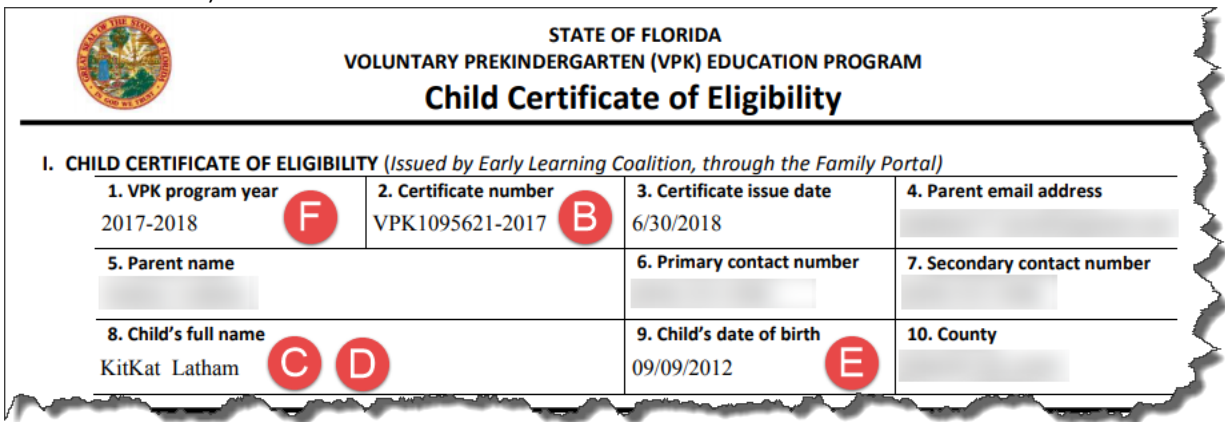 STATE OF FLORIDA
VOLUNTARY PREKINDERGARTEN (VPK) EDUCATION PROGRAM
Child Certificate of Eligibility
I. CHILD CERTIFICATE OF ELIGIBILITY (Issued by Early Learning Coalition, through the Family Portal)
1. VPK program year 2. Certificate number 3. Certificate issue date 4. Parent email address
2017-2018 F VPK1095621-2017 B 6/30/2018
5. Parent name 6. Primary contact number 7. Secondary contact number
8. Child's full name 9. Child's date of birth 10. County
KitKat Latham C D 09/09/2012 E